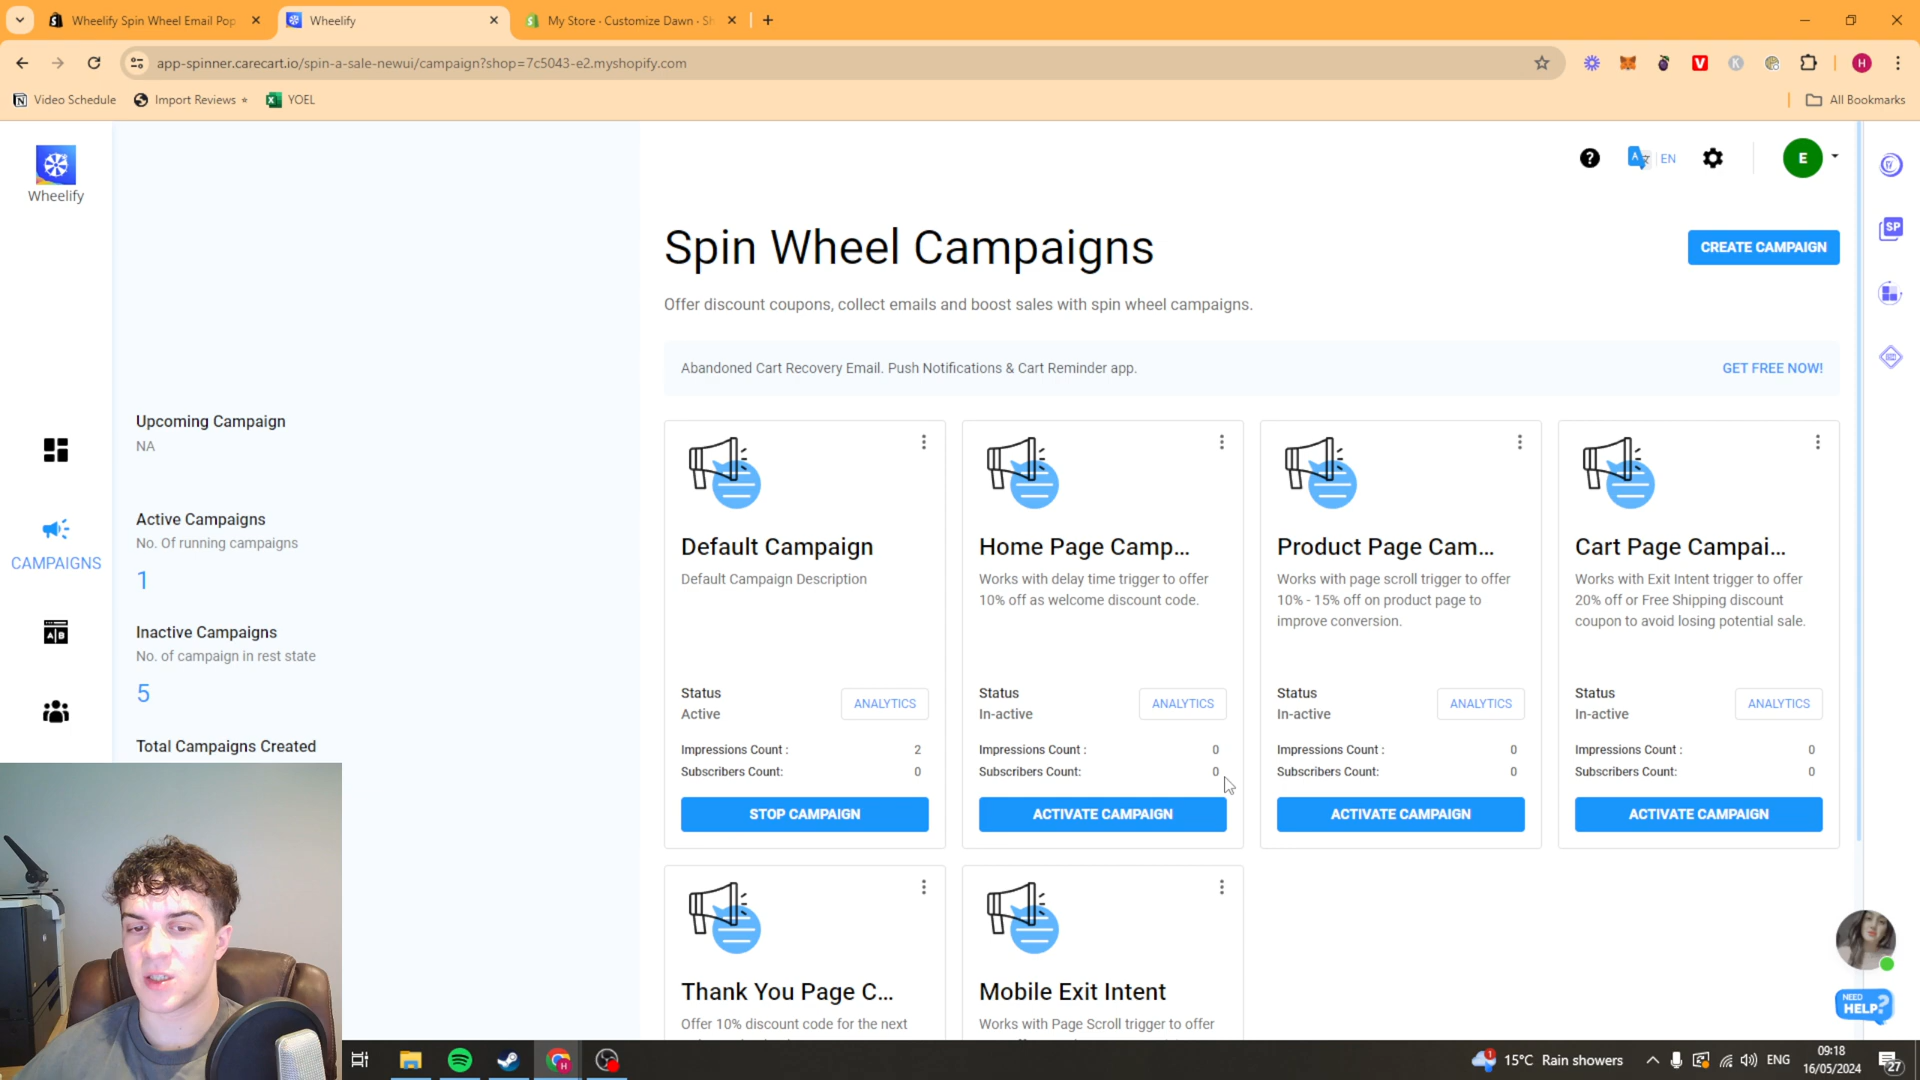 Wheelify Spin Wheel Email Pop
Wheelify
My Store · Customize Dawn · Sh
app-spinner.carecart.io/spin-a-sale-newui/campaign?shop=7c5043-e2.myshopify.com
Video Schedule
Import Reviews
YOEL
All Bookmarks
Wheelify
EN
E
Spin Wheel Campaigns
CREATE CAMPAIGN
Offer discount coupons, collect emails and boost sales with spin wheel campaigns.
Abandoned Cart Recovery Email. Push Notifications & Cart Reminder app.
GET FREE NOW!
CAMPAIGNS
Upcoming Campaign
NA
Active Campaigns
No. Of running campaigns
1
Inactive Campaigns
No. of campaign in rest state
5
Total Campaigns Created
Default Campaign
Default Campaign Description
Status
Active
ANALYTICS
Impressions Count : 2
Subscribers Count: 0
STOP CAMPAIGN
Home Page Camp...
Works with delay time trigger to offer
10% off as welcome discount code.
Status
In-active
ANALYTICS
Impressions Count : 0
Subscribers Count: 0
ACTIVATE CAMPAIGN
Product Page Cam...
Works with page scroll trigger to offer
10% - 15% off on product page to
improve conversion.
Status
In-active
ANALYTICS
Impressions Count : 0
Subscribers Count: 0
ACTIVATE CAMPAIGN
Cart Page Campai...
Works with Exit Intent trigger to offer
20% off or Free Shipping discount
coupon to avoid losing potential sale.
Status
In-active
ANALYTICS
Impressions Count : 0
Subscribers Count: 0
ACTIVATE CAMPAIGN
Thank You Page C...
Offer 10% discount code for the next
Mobile Exit Intent
Works with Page Scroll trigger to offer
SP
A B
NEED
HELP?
15°C Rain showers
ENG
09:18
16/05/2024
27